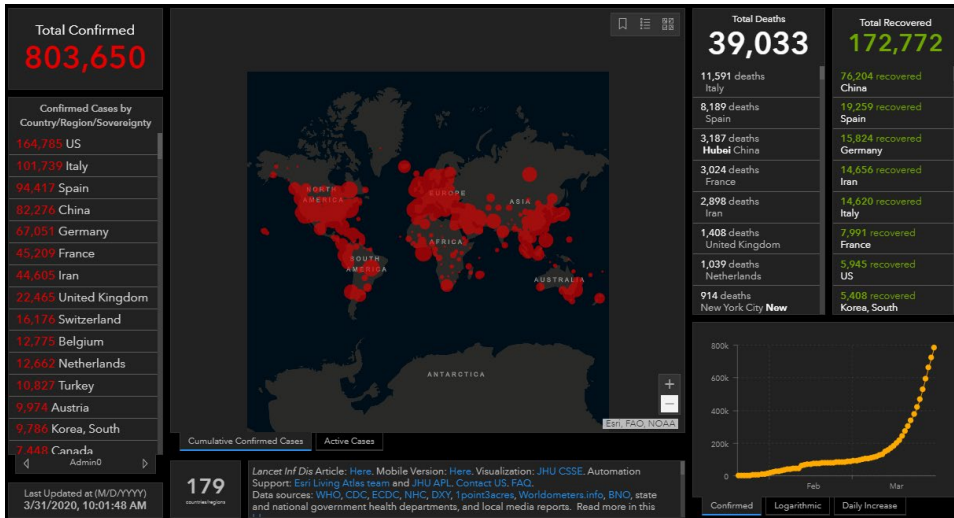 Total Confirmed
803,650
Confirmed Cases by
Country/Region/Sovereignty
164,785 US
101,739 Italy
94,417 Spain
82,276 China
67,051 Germany
45,209 France
44,605 Iran
22,465 United Kingdom
16,176 Switzerland
12,775 Belgium
12,662 Netherlands
10,827 Turkey
9,974 Austria
9,786 Korea, South
7,448 Canada
Admin0
Last Updated at (M/D/YYYY)
3/31/2020, 10:01:48 AM
NORTH
AMERICA
EUROPE
ASIA
AFRICA
SOUTH
AMERICA
AUSTRALIA
ANTARCTICA
+
−
Esri, FAO, NOAA
Cumulative Confirmed Cases
Active Cases
179
countries/regions
Lancet Inf Dis Article: Here. Mobile Version: Here. Visualization: JHU CSSE. Automation
Support: Esri Living Atlas team and JHU APL. Contact US. FAQ.
Data sources: WHO, CDC, ECDC, NHC, DXY, 1point3acres, Worldometers.info, BNO, state
and national government health departments, and local media reports. Read more in this
Total Deaths
39,033
11,591 deaths
Italy
8,189 deaths
Spain
3,187 deaths
Hubei China
3,024 deaths
France
2,898 deaths
Iran
1,408 deaths
United Kingdom
1,039 deaths
Netherlands
914 deaths
New York City New
Total Recovered
172,772
76,204 recovered
China
19,259 recovered
Spain
15,824 recovered
Germany
14,656 recovered
Iran
14,620 recovered
Italy
7,991 recovered
France
5,945 recovered
US
5,408 recovered
Korea, South
800k
600k
400k
200k
0
Feb
Mar
Confirmed
Logarithmic
Daily Increase